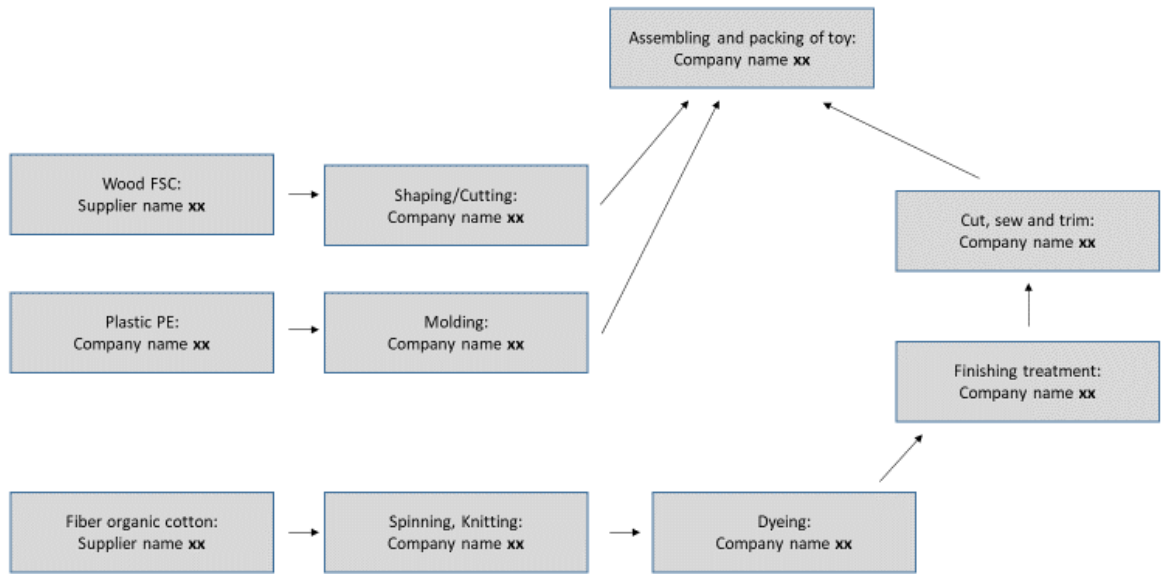 Assembling and packing of toy:
Company name xx
Wood FSC:
Supplier name xx
Shaping/Cutting:
Company name xx
Cut, sew and trim:
Company name xx
Plastic PE:
Company name xx
Molding:
Company name xx
Finishing treatment:
Company name xx
Fiber organic cotton:
Supplier name xx
Spinning, Knitting:
Company name xx
Dyeing:
Company name xx